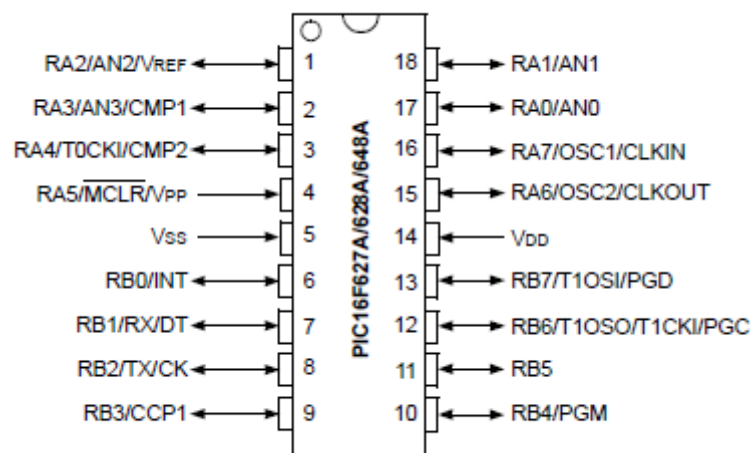 RA2/AN2/VREF 1 18 RA1/AN1
RA3/AN3/CMP1 2 17 RA0/AN0
RA4/T0CKI/CMP2 3 16 RA7/OSC1/CLKIN
RA5/MCLR/VPP 4 15 RA6/OSC2/CLKOUT
VSS 5 14 VDD
RB0/INT 6 13 RB7/T1OSI/PGD
RB1/RX/DT 7 12 RB6/T1OSO/T1CKI/PGC
RB2/TX/CK 8 11 RB5
RB3/CCP1 9 10 RB4/PGM
PIC16F627A/628A/648A